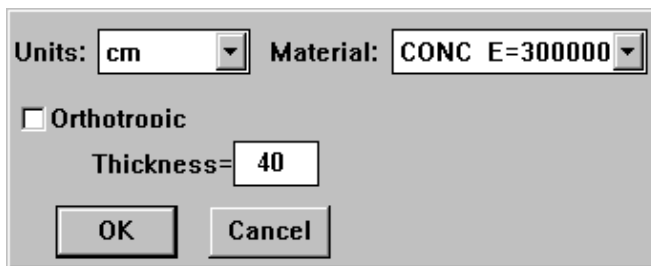 Units: cm Material: CONC E=300000
Orthotropic
Thickness= 40
OK Cancel